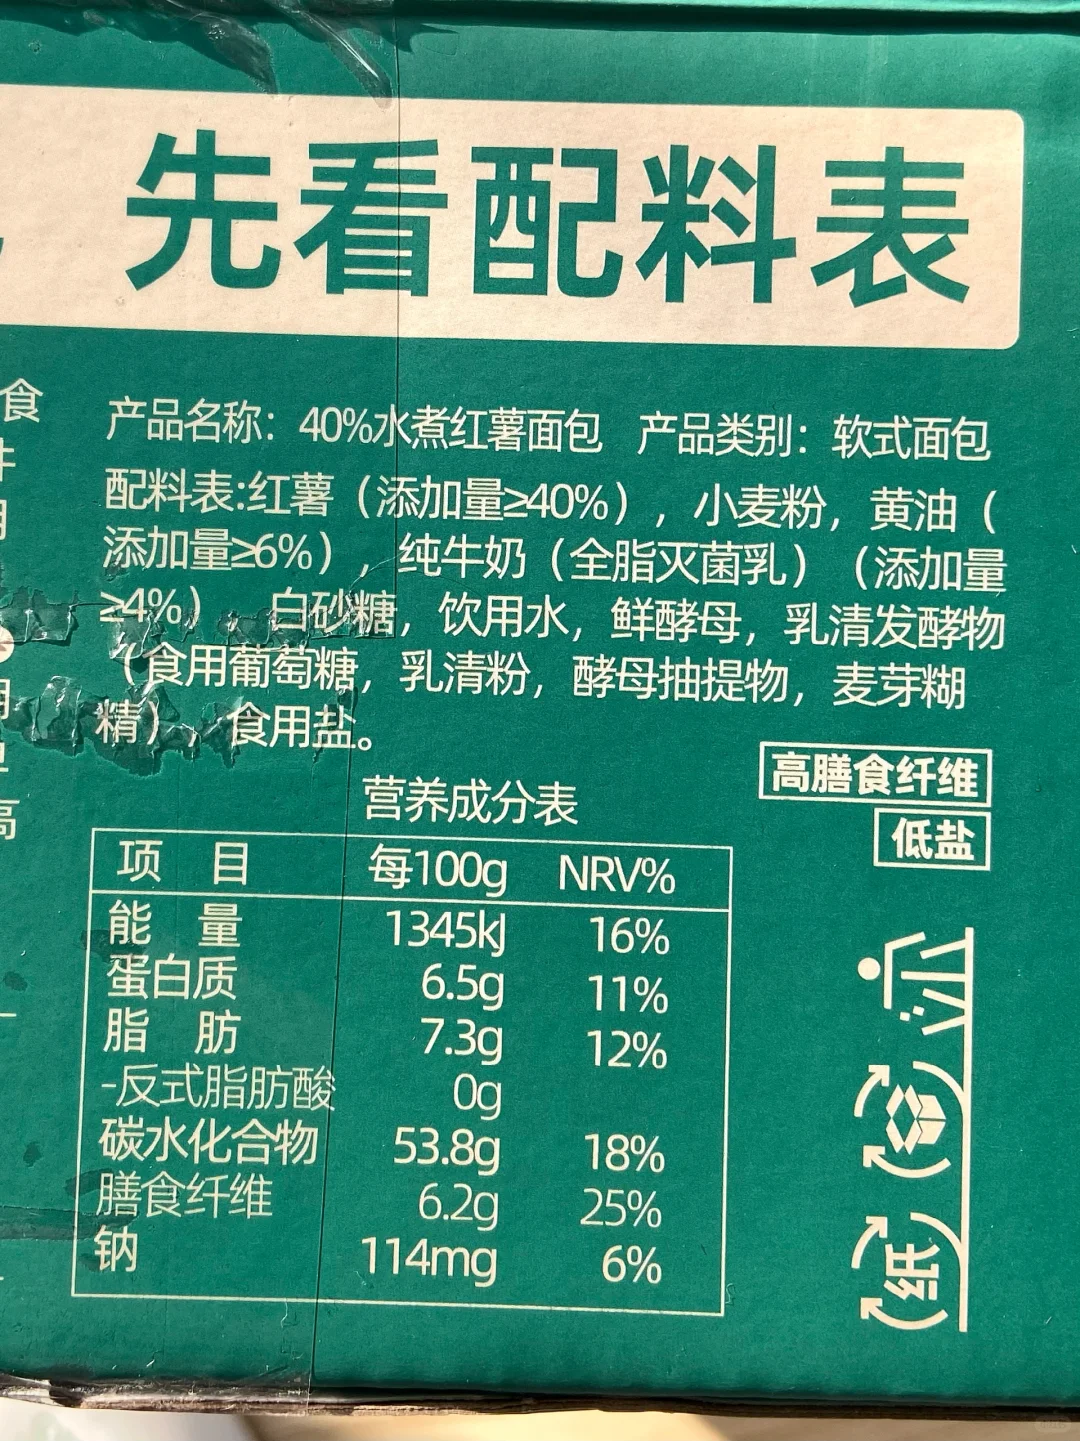 先看配料表
食
产品名称：40%水煮红薯面包 产品类别：软式面包
配料表:红薯（添加量≥40%），小麦粉，黄油（
添加量≥6%），纯牛奶（全脂灭菌乳）（添加量
≥4%），白砂糖，饮用水，鲜酵母，乳清发酵物
（食用葡萄糖，乳清粉，酵母抽提物，麦芽糊
精），食用盐。
高
高膳食纤维
低盐
营养成分表
项 目 每100g NRV%
能 量 1345kJ 16%
蛋白质 6.5g 11%
脂 肪 7.3g 12%
-反式脂肪酸 0g
碳水化合物 53.8g 18%
膳食纤维 6.2g 25%
钠 114mg 6%
纸